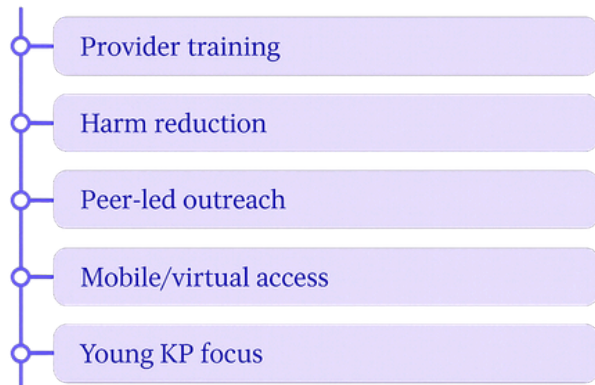 Provider training
Harm reduction
Peer-led outreach
Mobile/virtual access
Young KP focus